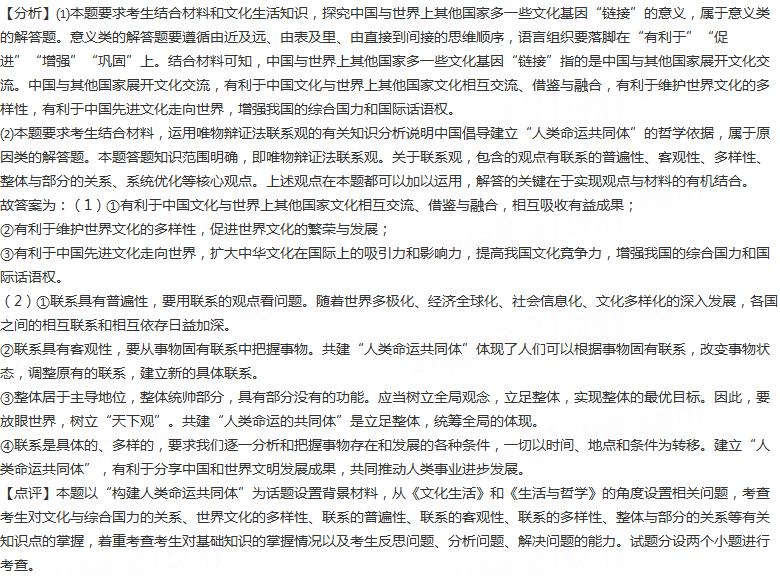 【分析】⑴本题要求考生结合材料和文化生活知识，探究中国与世界上其他国家多一些文化基因“链接”的意义，属于意义类
的解答题。意义类的解答题要遵循由近及远、由表及里、由直接到间接的思维顺序，语言组织要落脚在“有利于”“促
进”“增强”“巩固”上。结合材料可知，中国与世界上其他国家多一些文化基因“链接”指的是中国与其他国家展开文化交
流。中国与其他国家展开文化交流，有利于中国文化与世界上其他国家文化相互交流、借鉴与融合，有利于维护世界文化的多
样性，有利于中国先进文化走向世界，增强我国的综合国力和国际话语权。
⑵本题要求考生结合材料，运用唯物辩证法联系观的有关知识分析说明中国倡导建立“人类命运共同体”的哲学依据，属于原
因类的解答题。本题答题知识范围明确，即唯物辩证法联系观。关于联系观，包含的观点有联系的普遍性、客观性、多样性、
整体与部分的关系、系统优化等核心观点。上述观点在本题都可以加以运用，解答的关键在于实现观点与材料的有机结合。
故答案为：（1）①有利于中国文化与世界上其他国家文化相互交流、借鉴与融合，相互吸收有益成果；
②有利于维护世界文化的多样性，促进世界文化的繁荣与发展；
③有利于中国先进文化走向世界，扩大中华文化在国际上的吸引力和影响力，提高我国文化竞争力，增强我国的综合国力和国
际话语权。
（2）①联系具有普遍性，要用联系的观点看问题。随着世界多极化、经济全球化、社会信息化、文化多样化的深入发展，各国
之间的相互联系和相互依存日益加深。
②联系具有客观性，要从事物固有联系中把握事物。共建“人类命运共同体”体现了人们可以根据事物固有联系，改变事物状
态，调整原有的联系，建立新的具体联系。
③整体居于主导地位，整体统帅部分，具有部分没有的功能。应当树立全局观念，立足整体，实现整体的最优目标。因此，要
放眼世界，树立“天下观”。共建“人类命运的共同体”是立足整体，统筹全局的体现。
④联系是具体的、多样的，要求我们逐一分析和把握事物存在和发展的各种条件，一切以时间、地点和条件为转移。建立“人
类命运共同体”，有利于分享中国和世界文明发展成果，共同推动人类事业进步发展。
【点评】本题以“构建人类命运共同体”为话题设置背景材料，从《文化生活》和《生活与哲学》的角度设置相关问题，考查
考生对文化与综合国力的关系、世界文化的多样性、联系的普遍性、联系的客观性、联系的多样性、整体与部分的关系等有关
知识点的掌握，着重考查考生对基础知识的掌握情况以及考生反思问题、分析问题、解决问题的能力。试题分设两个小题进行
考查。